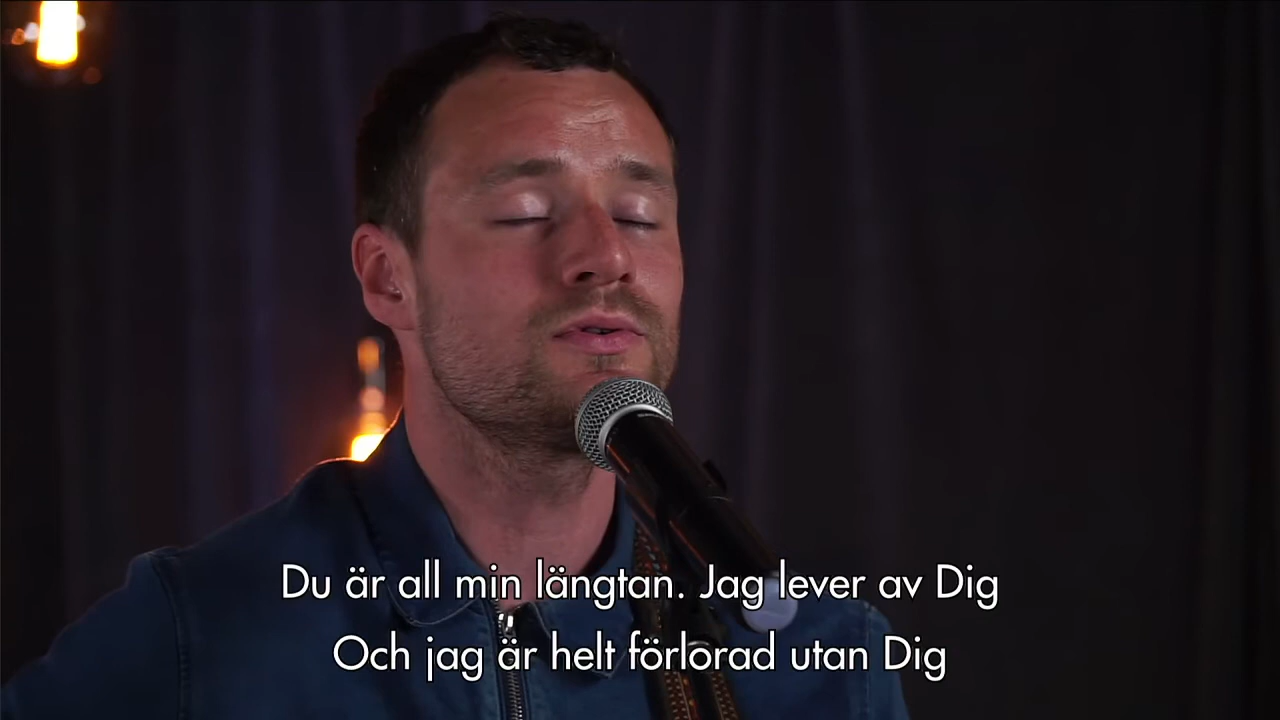 Du är all min längtan. Jag lever av Dig
Och jag är helt förlorad utan Dig